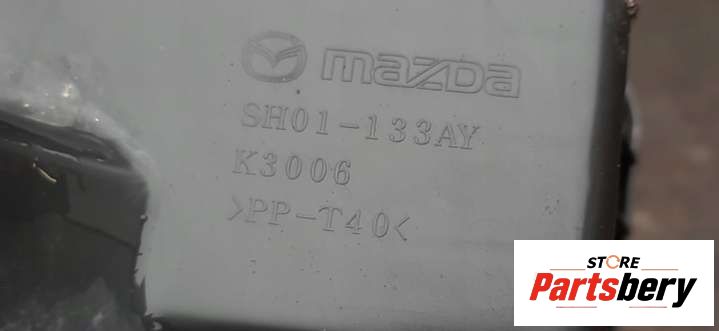 mazda
SH01-133AY
K3006
>PP-T40<
STORE
Partsbery